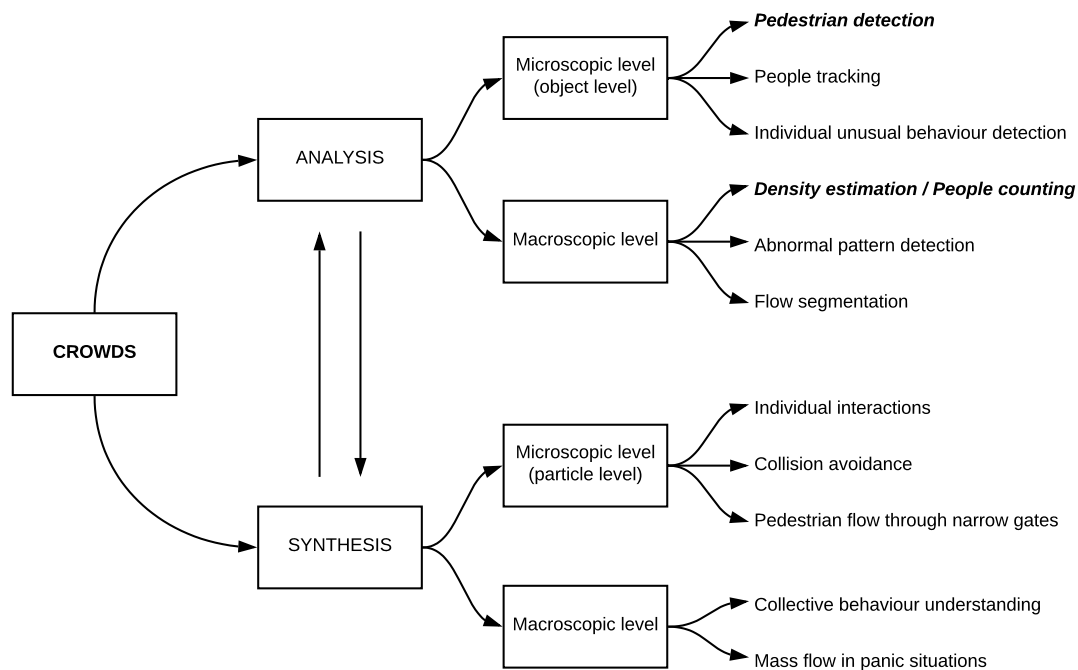 Pedestrian detection
Microscopic level
(object level)
People tracking
Individual unusual behaviour detection
ANALYSIS
Density estimation / People counting
Macroscopic level
Abnormal pattern detection
Flow segmentation
CROWDS
Individual interactions
Microscopic level
(particle level)
Collision avoidance
Pedestrian flow through narrow gates
SYNTHESIS
Collective behaviour understanding
Macroscopic level
Mass flow in panic situations